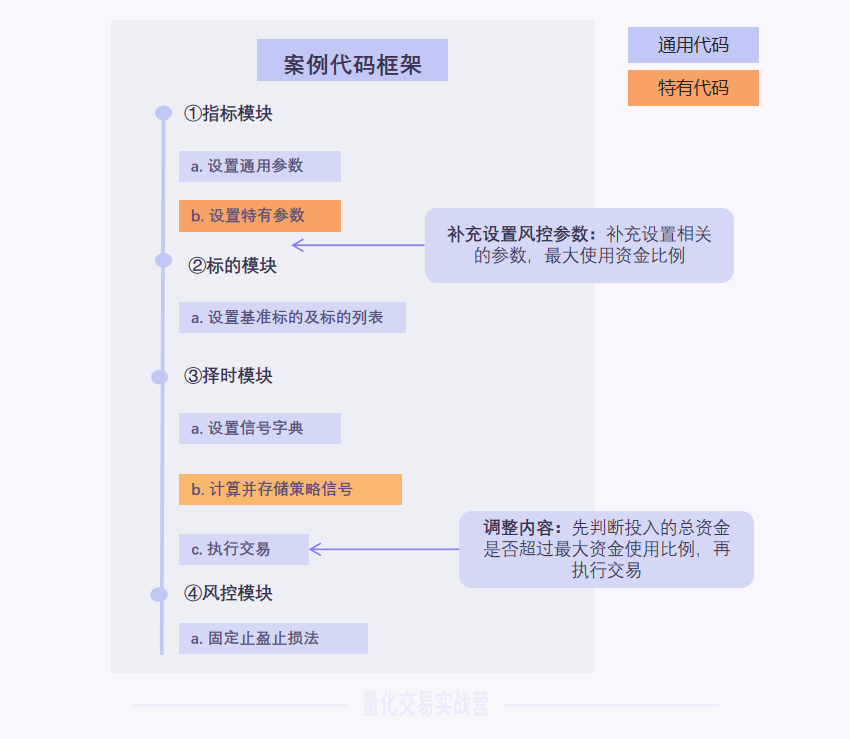 案例代码框架
通用代码
特有代码
①指标模块
a. 设置通用参数
b. 设置特有参数
补充设置风控参数：补充设置相关
的参数，最大使用资金比例
②标的模块
a. 设置基准标的及标的列表
③择时模块
a. 设置信号字典
b. 计算并存储策略信号
c. 执行交易
调整内容：先判断投入的总资金
是否超过最大资金使用比例，再
执行交易
④风控模块
a. 固定止盈止损法
量化交易实战营